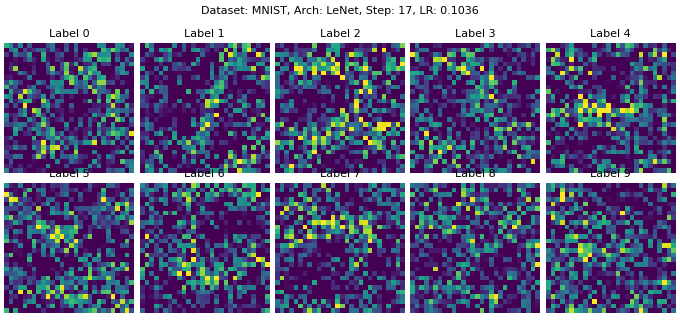 Dataset: MNIST, Arch: LeNet, Step: 17, LR: 0.1036
Label 0 Label 1 Label 2 Label 3 Label 4
Label 5 Label 6 Label 7 Label 8 Label 9